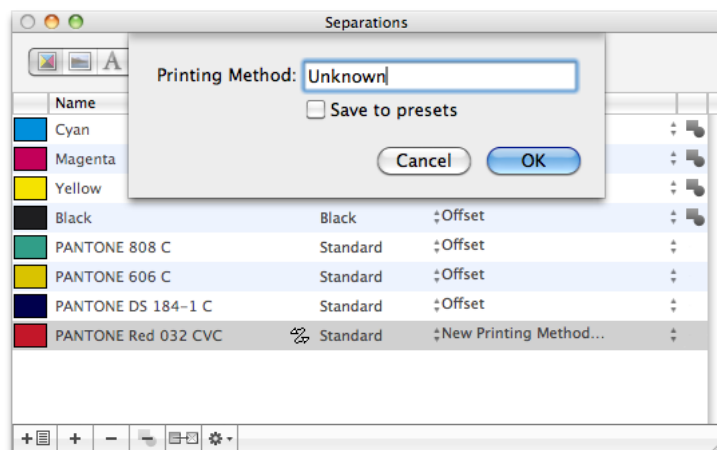 Separations
A
Printing Method: Unknown
Save to presets
Cancel OK
Name
Cyan
Magenta
Yellow
Black Black Offset
PANTONE 808 C Standard Offset
PANTONE 606 C Standard Offset
PANTONE DS 184-1 C Standard Offset
PANTONE Red 032 CVC Standard New Printing Method...